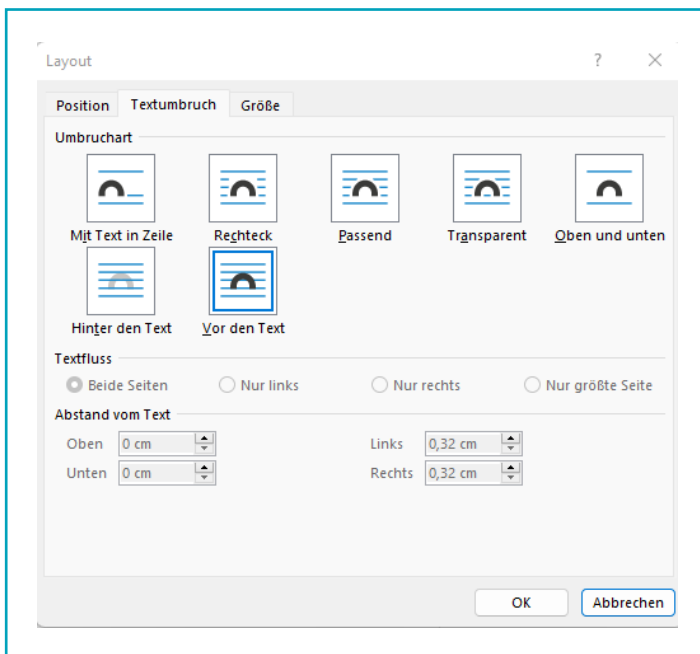 Layout ?
Position Textumbruch Größe
Umbruchart
Mit Text in Zeile Rechteck Passend Transparent Oben und unten
Hinter den Text Vor den Text
Textfluss
Beide Seiten Nur links Nur rechts Nur größte Seite
Abstand vom Text
Oben 0 cm Links 0,32 cm
Unten 0 cm Rechts 0,32 cm
OK Abbrechen